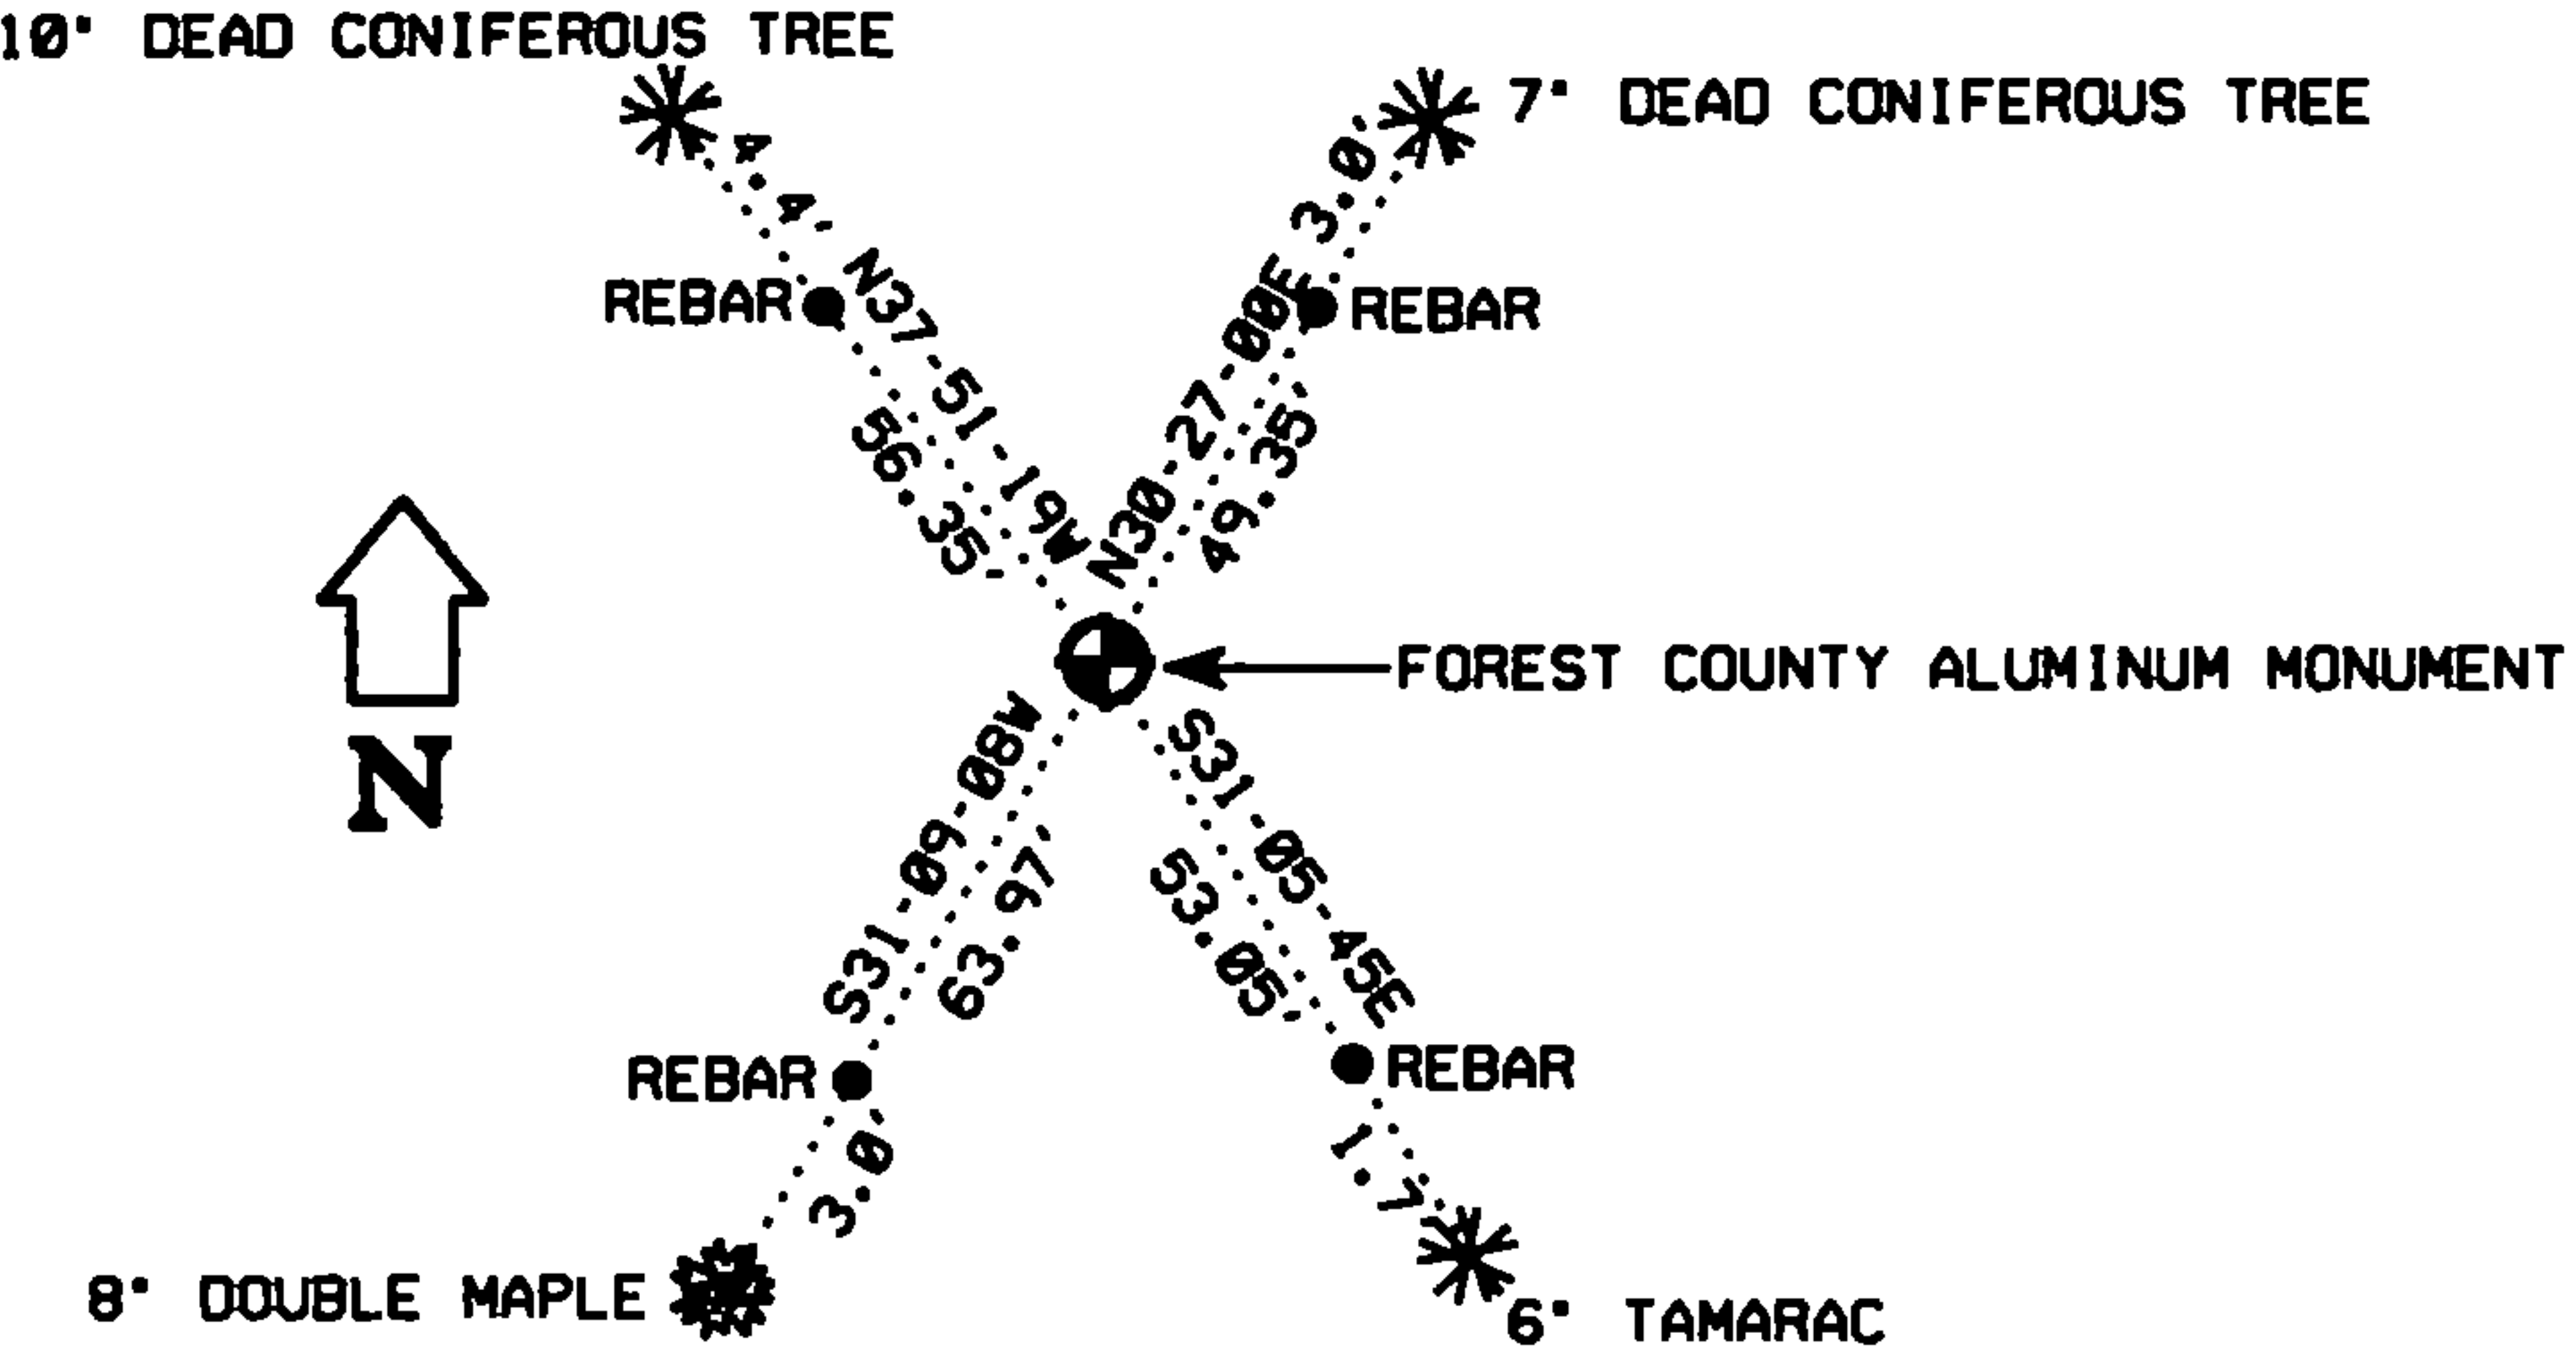 10" DEAD CONIFEROUS TREE
7" DEAD CONIFEROUS TREE
4.4'
3.0'
REBAR
N37-51-19W
56.35'
N30-27-00E
49.35'
REBAR
N
FOREST COUNTY ALUMINUM MONUMENT
S31-09-08W
63.97'
S31-05-45E
53.05'
REBAR
REBAR
3.0'
1.7'
8" DOUBLE MAPLE
6" TAMARAC